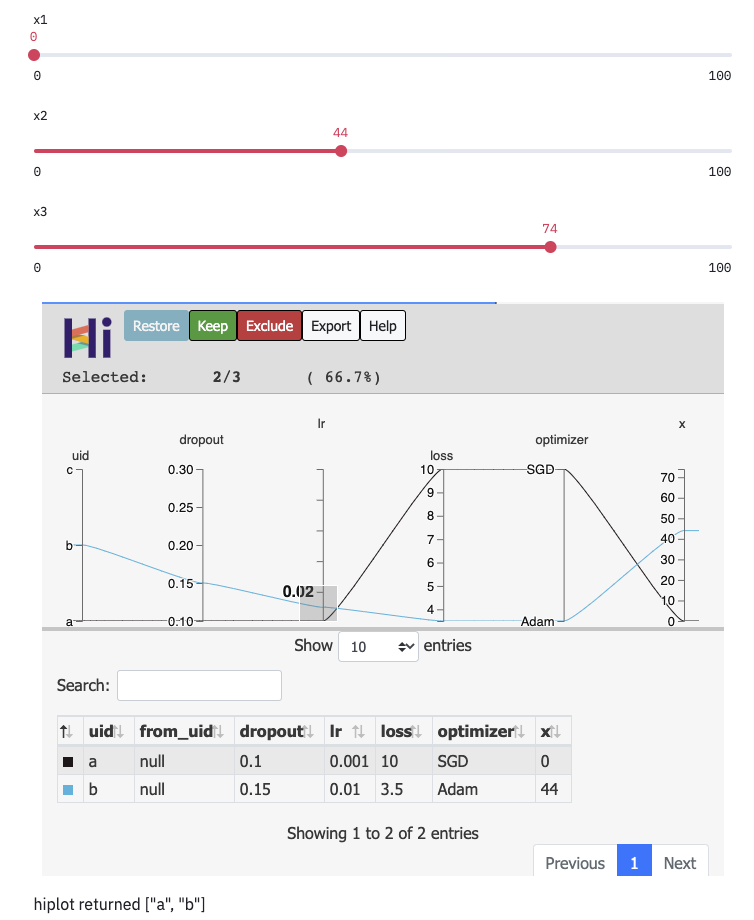 x1
0
0 100
x2
44
0 100
x3
74
0 100
Hi Restore Keep Exclude Export Help
Selected: 2/3 ( 66.7%)
lr x
dropout optimizer
uid loss
c 0.30 10 SGD 70
9 60
0.25 8 50
b 0.20 7 40
6 30
0.15 5 20
0.02 10
4
a 0.10 Adam 0
Show 10 entries
Search:
uid from_uid dropout lr loss optimizer x
a null 0.1 0.001 10 SGD 0
b null 0.15 0.01 3.5 Adam 44
Showing 1 to 2 of 2 entries
Previous 1 Next
hiplot returned ["a", "b"]